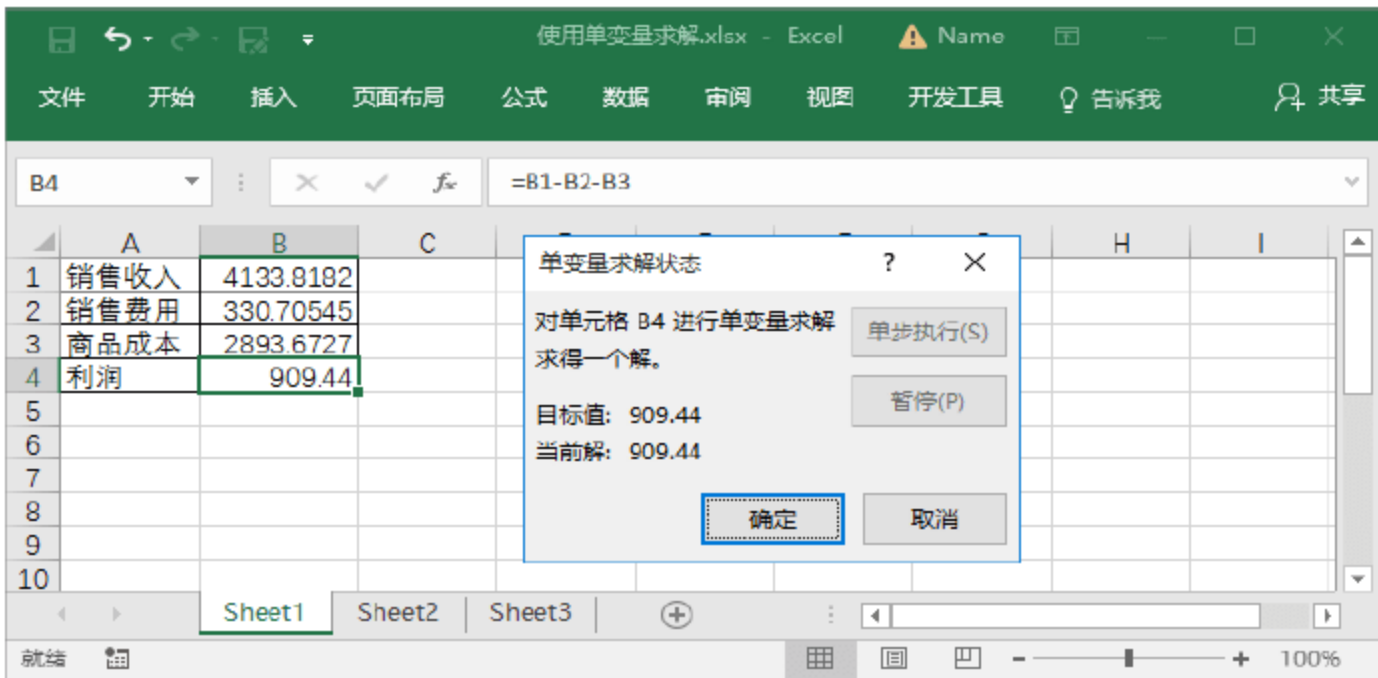 使用单变量求解.xlsx - Excel
Name
文件 开始 插入 页面布局 公式 数据 审阅 视图 开发工具 告诉我 共享
B4
fx
=B1-B2-B3
A B C H I
单变量求解状态 ? ×
1 销售收入 4133.8182
2 销售费用 330.70545
3 商品成本 2893.6727
4 利润 909.44
5
6
7
8
9
10
对单元格 B4 进行单变量求解
求得一个解。
目标值: 909.44
当前解: 909.44
单步执行(S)
暂停(P)
确定 取消
Sheet1 Sheet2 Sheet3
就绪 100%